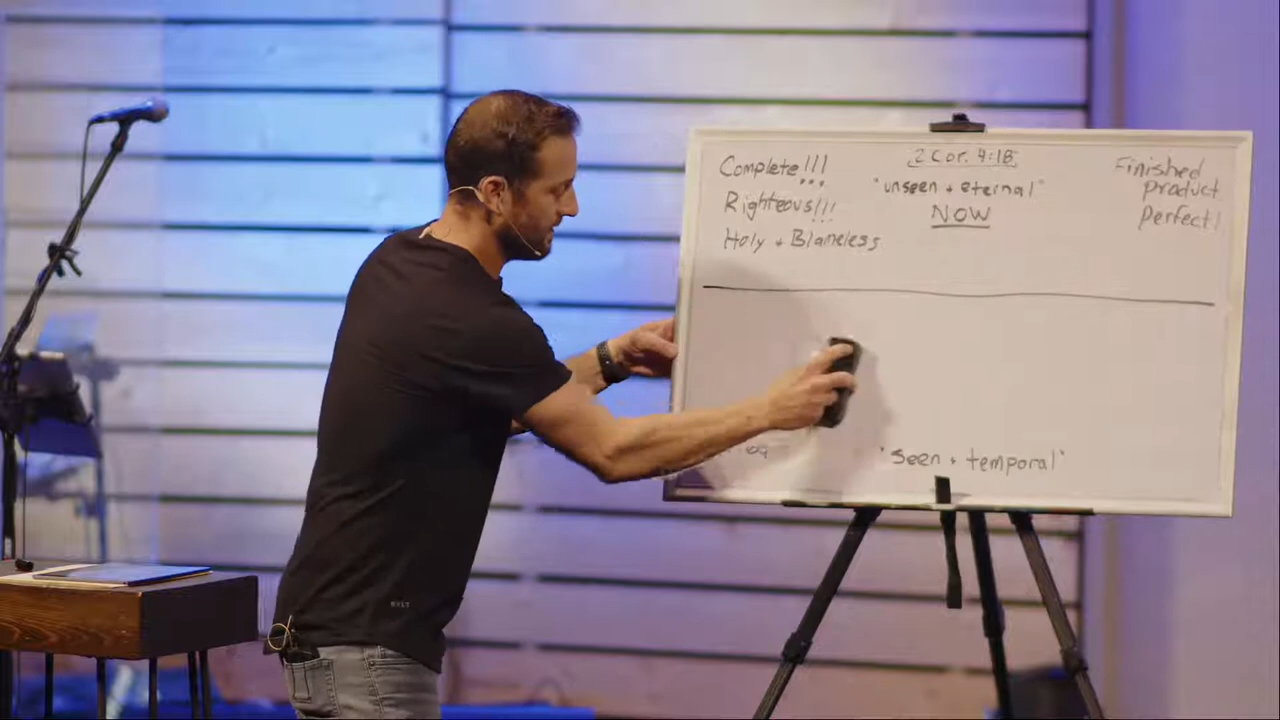 Complete!!!
Righteous!!!
Holy + Blameless
2 Cor. 4:18
"unseen + eternal"
NOW
Finished
Product
Perfect!
"seen + temporal"